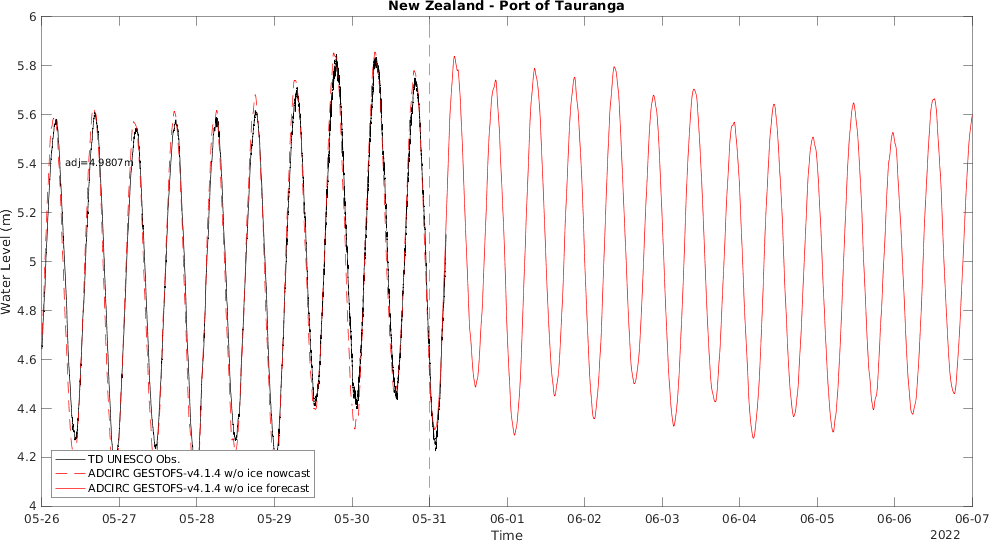 New Zealand - Port of Tauranga
6
5.8
5.6
5.4
5.2
5
4.8
4.6
4.4
4.2
4
Water Level (m)
adj=4.9807m
TD UNESCO Obs.
ADCIRC GESTOFS-v4.1.4 w/o ice nowcast
ADCIRC GESTOFS-v4.1.4 w/o ice forecast
05-26 05-27 05-28 05-29 05-30 05-31 06-01 06-02 06-03 06-04 06-05 06-06 06-07
Time
2022